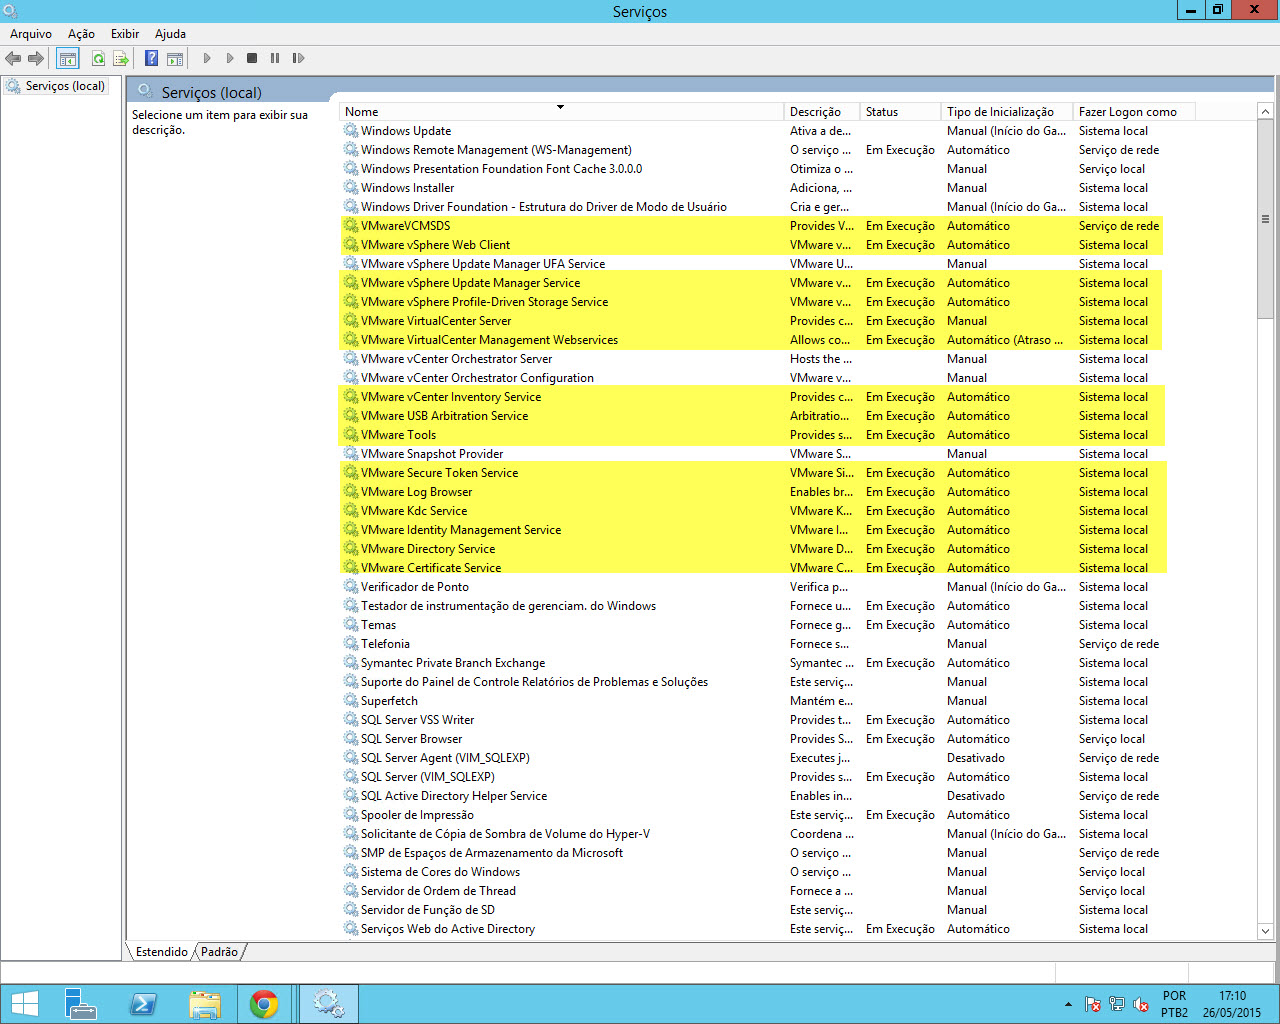 Serviços
Arquivo Ação Exibir Ajuda
Serviços (local)
Serviços (local)
Selecione um item para exibir sua
descrição.
Nome Descrição Status Tipo de Inicialização Fazer Logon como
Windows Update Ativa a de... Manual (Início do Ga... Sistema local
Windows Remote Management (WS-Management) O serviço ... Em Execução Automático Serviço de rede
Windows Presentation Foundation Font Cache 3.0.0.0 Otimiza o ... Manual Serviço local
Windows Installer Adiciona, ... Manual Sistema local
Windows Driver Foundation - Estrutura do Driver de Modo de Usuário Cria e ger... Manual (Início do Ga... Sistema local
VMwareVCMSDS Provides V... Em Execução Automático Serviço de rede
VMware vSphere Web Client VMware v... Em Execução Automático Sistema local
VMware vSphere Update Manager UFA Service VMware U... Manual Sistema local
VMware vSphere Update Manager Service VMware v... Em Execução Automático Sistema local
VMware vSphere Profile-Driven Storage Service VMware v... Em Execução Automático Sistema local
VMware VirtualCenter Server Provides c... Em Execução Manual Sistema local
VMware VirtualCenter Management Webservices Allows co... Em Execução Automático (Atraso ... Sistema local
VMware vCenter Orchestrator Server Hosts the ... Manual Sistema local
VMware vCenter Orchestrator Configuration VMware v... Manual Sistema local
VMware vCenter Inventory Service Provides c... Em Execução Automático Sistema local
VMware USB Arbitration Service Arbitratio... Em Execução Automático Sistema local
VMware Tools Provides s... Em Execução Automático Sistema local
VMware Snapshot Provider VMware S... Manual Sistema local
VMware Secure Token Service VMware Si... Em Execução Automático Sistema local
VMware Log Browser Enables br... Em Execução Automático Sistema local
VMware Kdc Service VMware K... Em Execução Automático Sistema local
VMware Identity Management Service VMware I... Em Execução Automático Sistema local
VMware Directory Service VMware D... Em Execução Automático Sistema local
VMware Certificate Service VMware C... Em Execução Automático Sistema local
Verificador de Ponto Verifica p... Manual (Início do Ga... Sistema local
Testador de instrumentação de gerenciam. do Windows Fornece u... Em Execução Automático Sistema local
Temas Fornece g... Em Execução Automático Sistema local
Telefonia Fornece s... Manual Serviço de rede
Symantec Private Branch Exchange Symantec ... Em Execução Automático Sistema local
Suporte do Painel de Controle Relatórios de Problemas e Soluções Este serviç... Manual Sistema local
Superfetch Mantém e... Manual Sistema local
SQL Server VSS Writer Provides t... Em Execução Automático Sistema local
SQL Server Browser Provides S... Em Execução Automático Serviço local
SQL Server Agent (VIM_SQLEXP) Executes j... Desativado Serviço de rede
SQL Server (VIM_SQLEXP) Provides s... Em Execução Automático Sistema local
SQL Active Directory Helper Service Enables in... Desativado Serviço de rede
Spooler de Impressão Este serviç... Em Execução Automático Sistema local
Solicitante de Cópia de Sombra de Volume do Hyper-V Coordena ... Manual (Início do Ga... Sistema local
SMP de Espaços de Armazenamento da Microsoft O serviço ... Manual Serviço de rede
Sistema de Cores do Windows O serviço ... Manual Serviço local
Servidor de Ordem de Thread Fornece a ... Manual Serviço local
Servidor de Função de SD Este serviç... Manual Sistema local
Serviços Web do Active Directory Este serviç... Em Execução Automático Sistema local
Estendido Padrão
POR 17:10
PTB2 26/05/2015